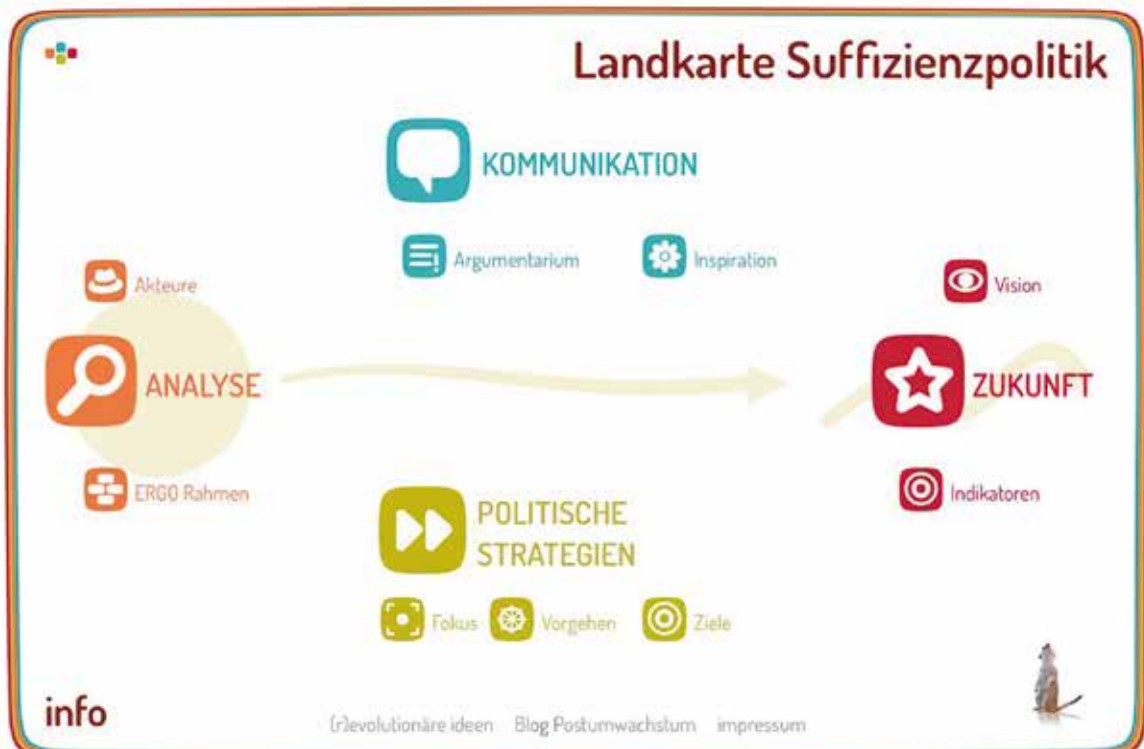 Landkarte Suffizienzpolitik
KOMMUNIKATION
Argumentarium
Inspiration
Akteure
Vision
ANALYSE
ZUKUNFT
ERGO Rahmen
Indikatoren
POLITISCHE
STRATEGIEN
Fokus
Vorgehen
Ziele
info
(r)evolutionäre ideen Blog Postumwachstum impressum